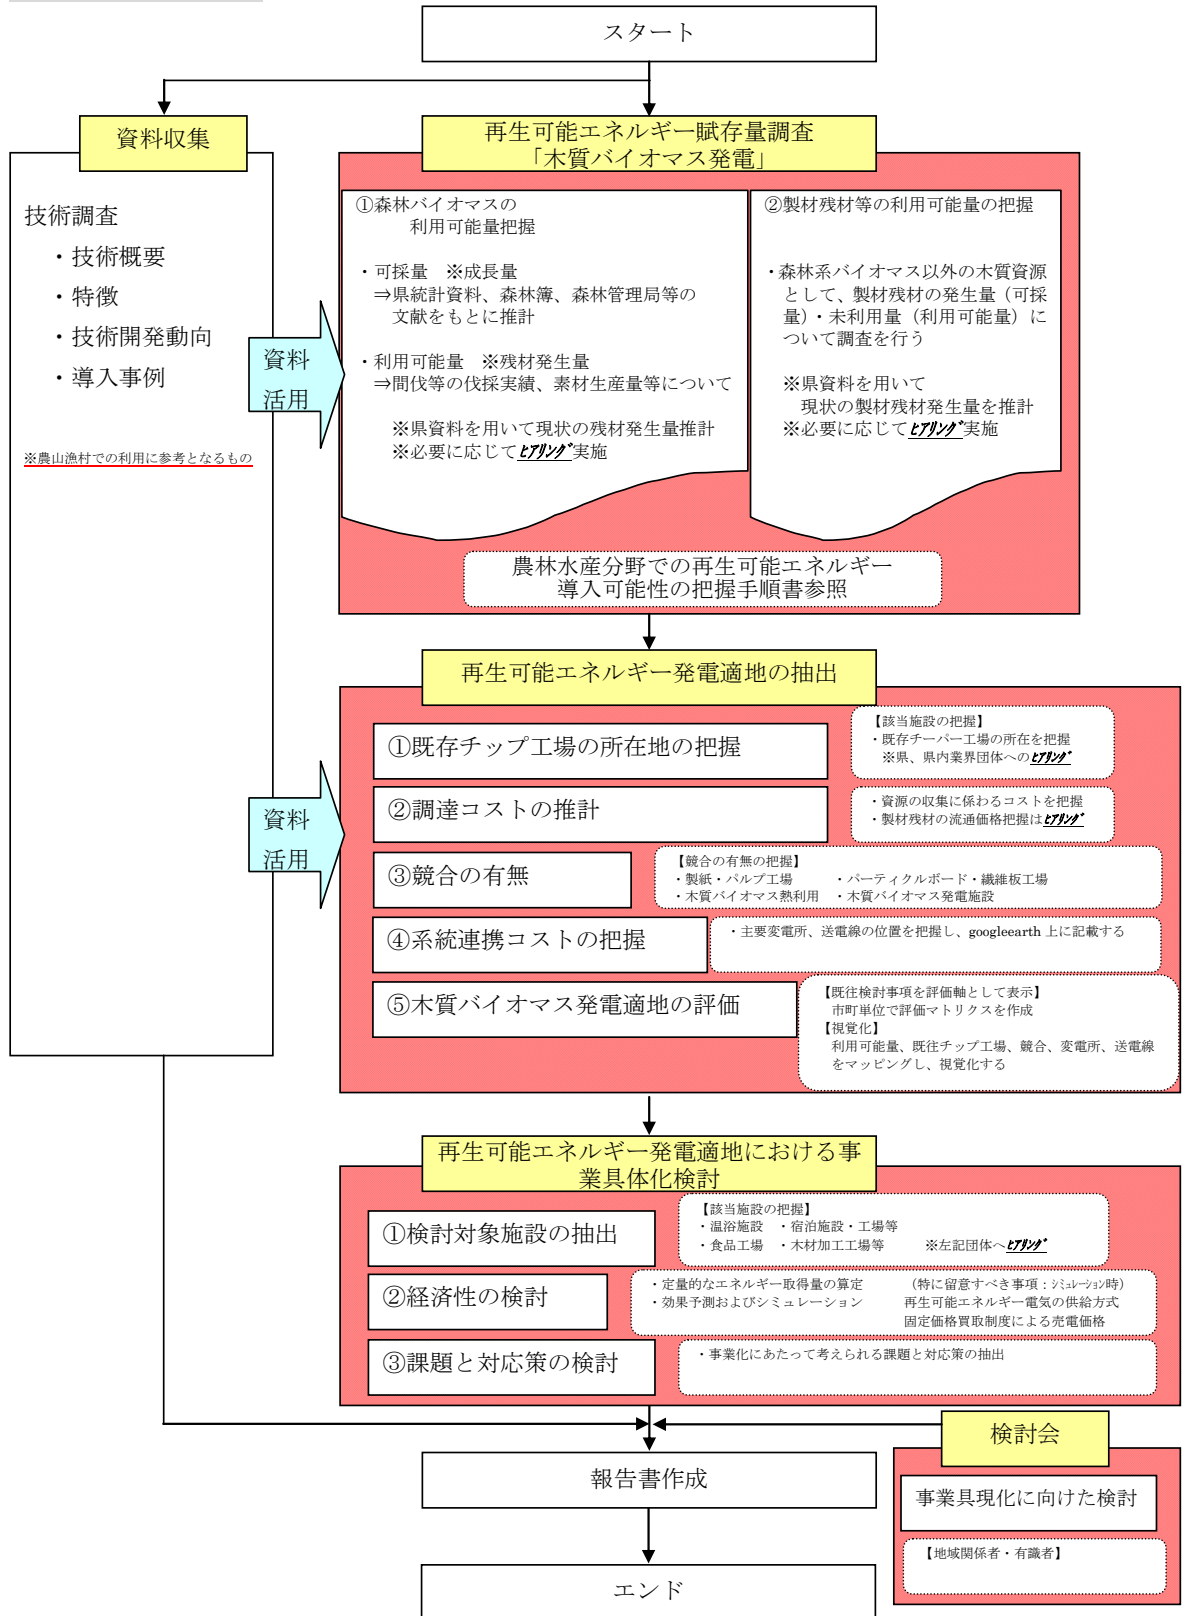 スタート
資料収集
技術調査
・技術概要
・特徴
・技術開発動向
・導入事例
※農山漁村での利用に参考となるもの
再生可能エネルギー賦存量調査
「木質バイオマス発電」
①森林バイオマスの
利用可能量把握
・可採量　※成長量
⇒県統計資料、森林簿、森林管理局等の
文献をもとに推計
・利用可能量　※残材発生量
⇒間伐等の伐採実績、素材生産量等について
※県資料を用いて現状の残材発生量推計
※必要に応じてﾋｱﾘﾝｸﾞ実施
②製材残材等の利用可能量の把握
・森林系バイオマス以外の木質資源
として、製材残材の発生量（可採
量）・未利用量（利用可能量）に
ついて調査を行う
※県資料を用いて
現状の製材残材発生量を推計
※必要に応じてﾋｱﾘﾝｸﾞ実施
資料
活用
農林水産分野での再生可能エネルギー
導入可能性の把握手順書参照
再生可能エネルギー発電適地の抽出
①既存チップ工場の所在地の把握
【該当施設の把握】
・既存チーパー工場の所在を把握
※県、県内業界団体へのﾋｱﾘﾝｸﾞ
②調達コストの推計
・資源の収集に係わるコストを把握
・製材残材の流通価格把握はﾋｱﾘﾝｸﾞ
資料
活用
③競合の有無
【競合の有無の把握】
・製紙・パルプ工場　・パーティクルボード・繊維板工場
・木質バイオマス熱利用　・木質バイオマス発電施設
④系統連携コストの把握
・主要変電所、送電線の位置を把握し、googleearth 上に記載する
⑤木質バイオマス発電適地の評価
【既往検討事項を評価軸として表示】
市町単位で評価マトリクスを作成
【視覚化】
利用可能量、既往チップ工場、競合、変電所、送電線
をマッピングし、視覚化する
再生可能エネルギー発電適地における事
業具体化検討
①検討対象施設の抽出
【該当施設の把握】
・温浴施設　・宿泊施設・工場等
・食品工場　・木材加工工場等　※左記団体へﾋｱﾘﾝｸﾞ
②経済性の検討
・定量的なエネルギー取得量の算定　（特に留意すべき事項：ｼﾐｭﾚｰｼｮﾝ時）
・効果予測およびシミュレーション　再生可能エネルギー電気の供給方式
固定価格買取制度による売電価格
③課題と対応策の検討
・事業化にあたって考えられる課題と対応策の抽出
検討会
事業具現化に向けた検討
【地域関係者・有識者】
報告書作成
エンド